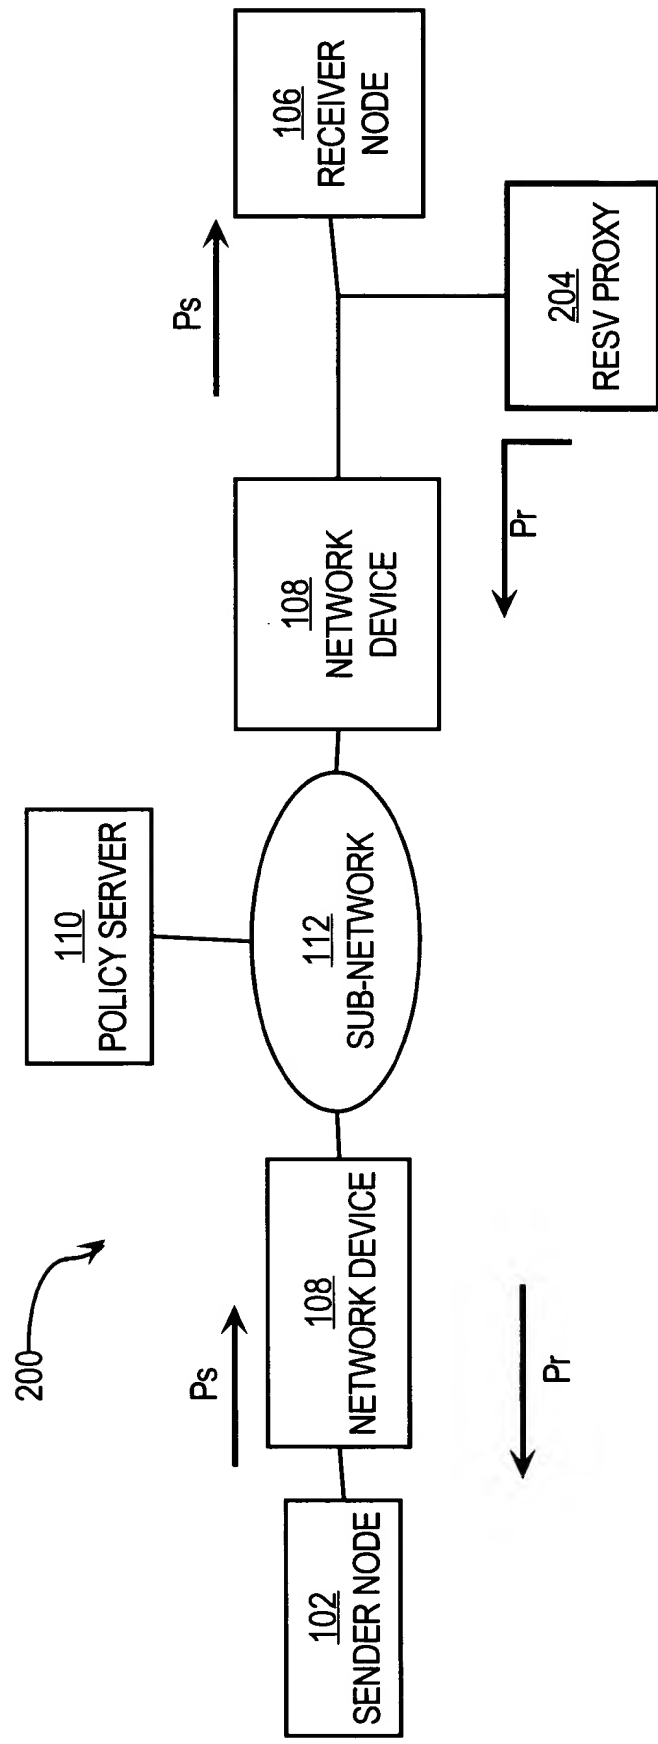 200
110
POLICY SERVER
Ps
Ps
102
SENDER NODE
108
NETWORK DEVICE
112
SUB-NETWORK
108
NETWORK
DEVICE
106
RECEIVER
NODE
Pr
Pr
204
RESV PROXY